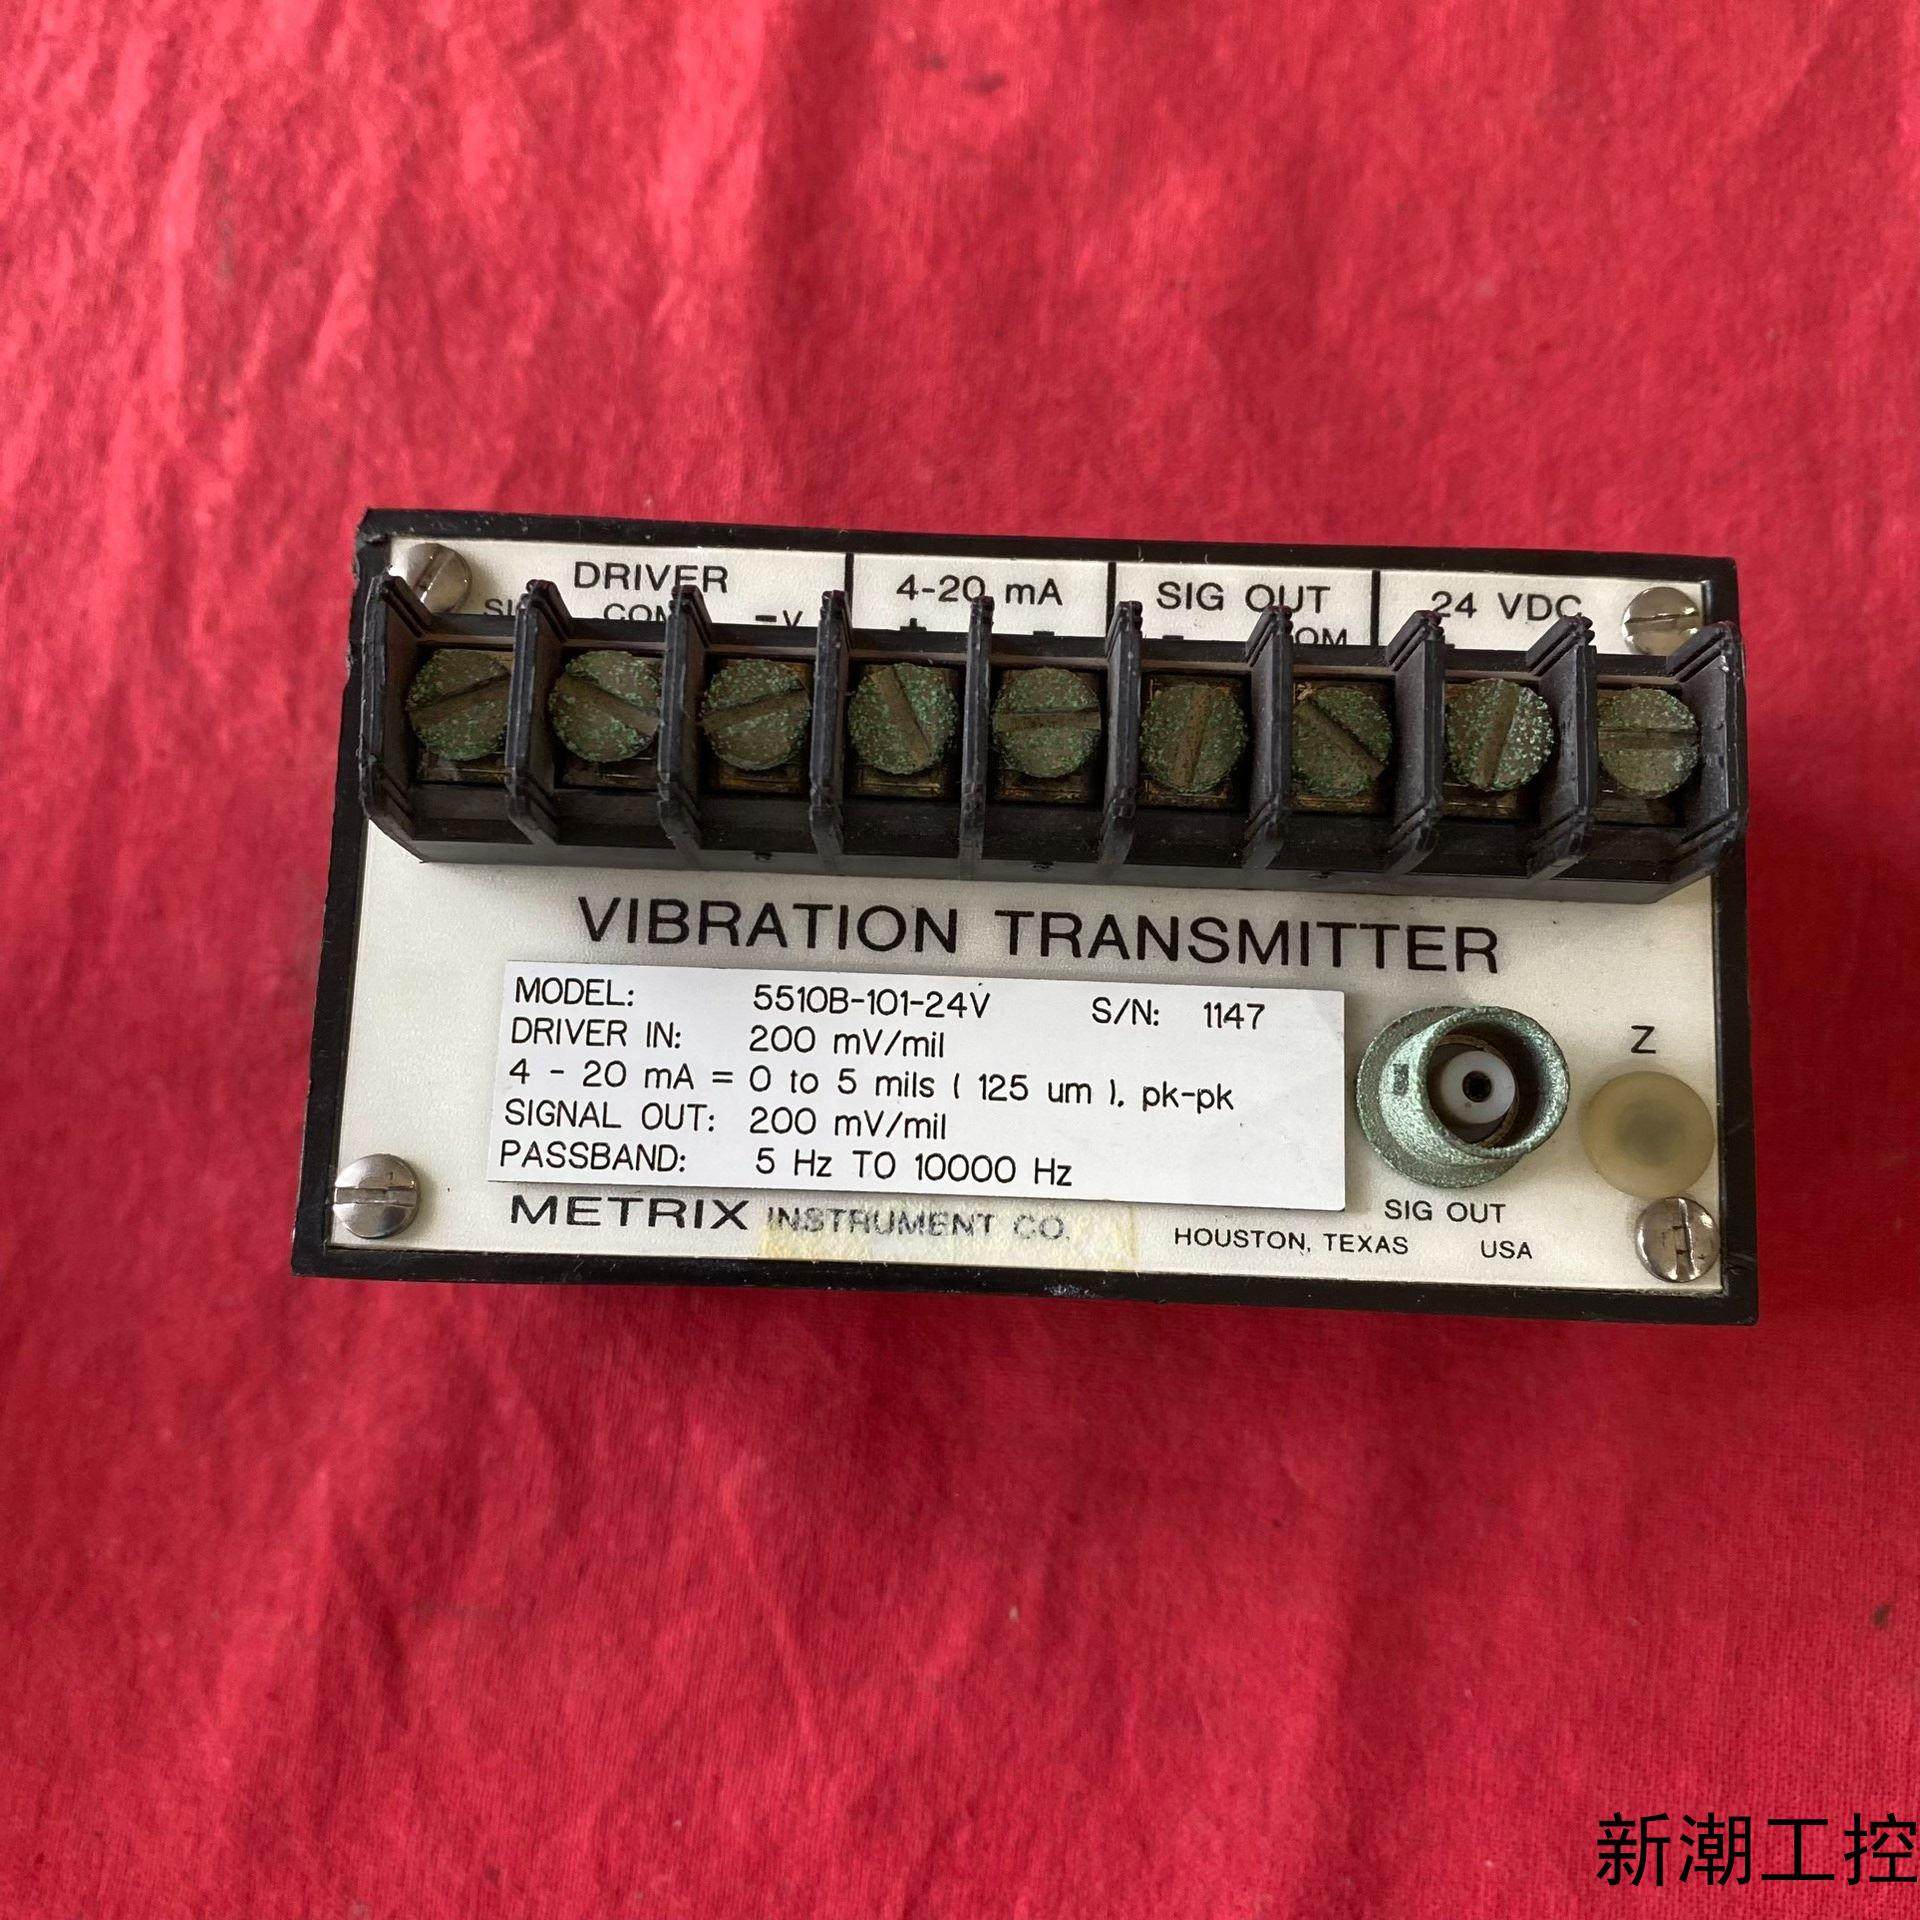 DRIVER 4-20 mA SIG OUT 24 VDC
COM -V + - -
VIBRATION TRANSMITTER
MODEL: 5510B-101-24V S/N: 1147
DRIVER IN: 200 mV/mil
4 - 20 mA = 0 to 5 mils ( 125 um ), pk-pk
SIGNAL OUT: 200 mV/mil
PASSBAND: 5 Hz TO 10000 Hz
Z
SIG OUT
METRIX INSTRUMENT CO. HOUSTON, TEXAS USA
新潮工控